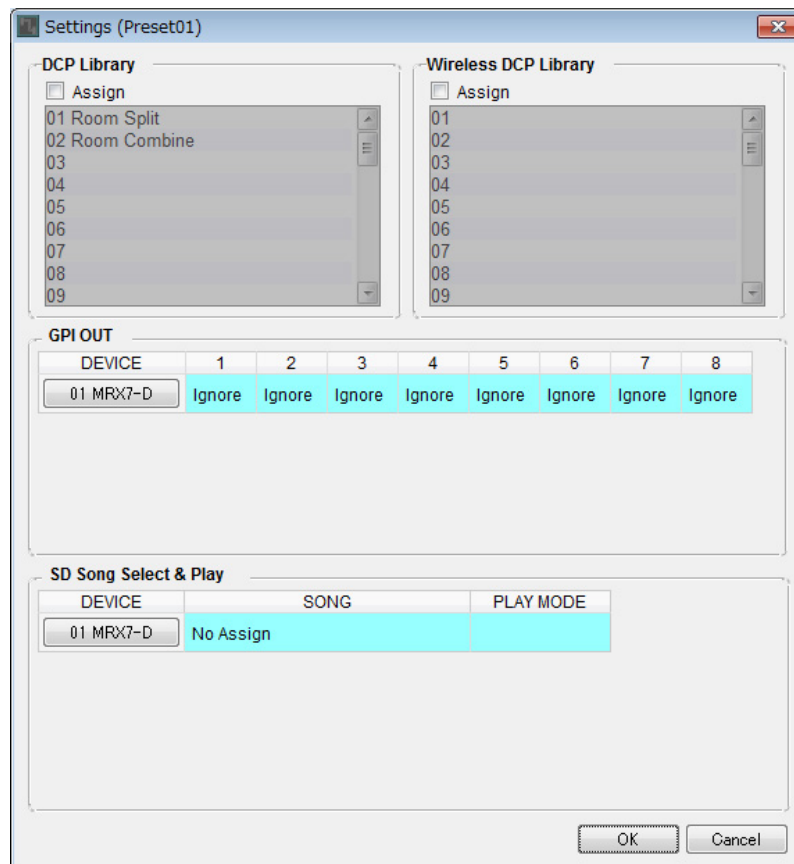 Settings (Preset01)
DCP Library
Assign
01 Room Split
02 Room Combine
03
04
05
06
07
08
09
Wireless DCP Library
Assign
01
02
03
04
05
06
07
08
09
GPI OUT
DEVICE 1 2 3 4 5 6 7 8
01 MRX7-D Ignore Ignore Ignore Ignore Ignore Ignore Ignore Ignore
SD Song Select & Play
DEVICE SONG PLAY MODE
01 MRX7-D No Assign
OK Cancel